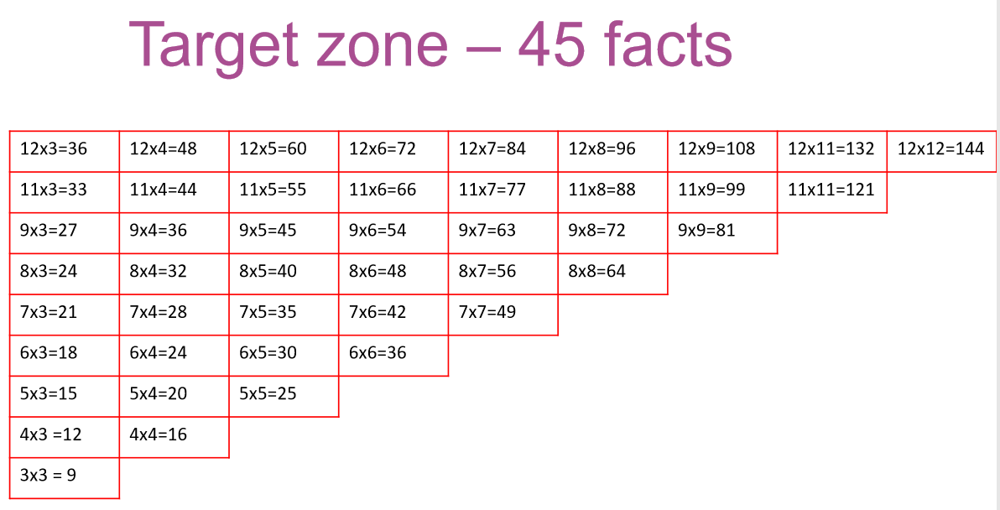 Target zone – 45 facts
12x3=36 12x4=48 12x5=60 12x6=72 12x7=84 12x8=96 12x9=108 12x11=132 12x12=144
11x3=33 11x4=44 11x5=55 11x6=66 11x7=77 11x8=88 11x9=99 11x11=121
9x3=27 9x4=36 9x5=45 9x6=54 9x7=63 9x8=72 9x9=81
8x3=24 8x4=32 8x5=40 8x6=48 8x7=56 8x8=64
7x3=21 7x4=28 7x5=35 7x6=42 7x7=49
6x3=18 6x4=24 6x5=30 6x6=36
5x3=15 5x4=20 5x5=25
4x3 =12 4x4=16
3x3 = 9